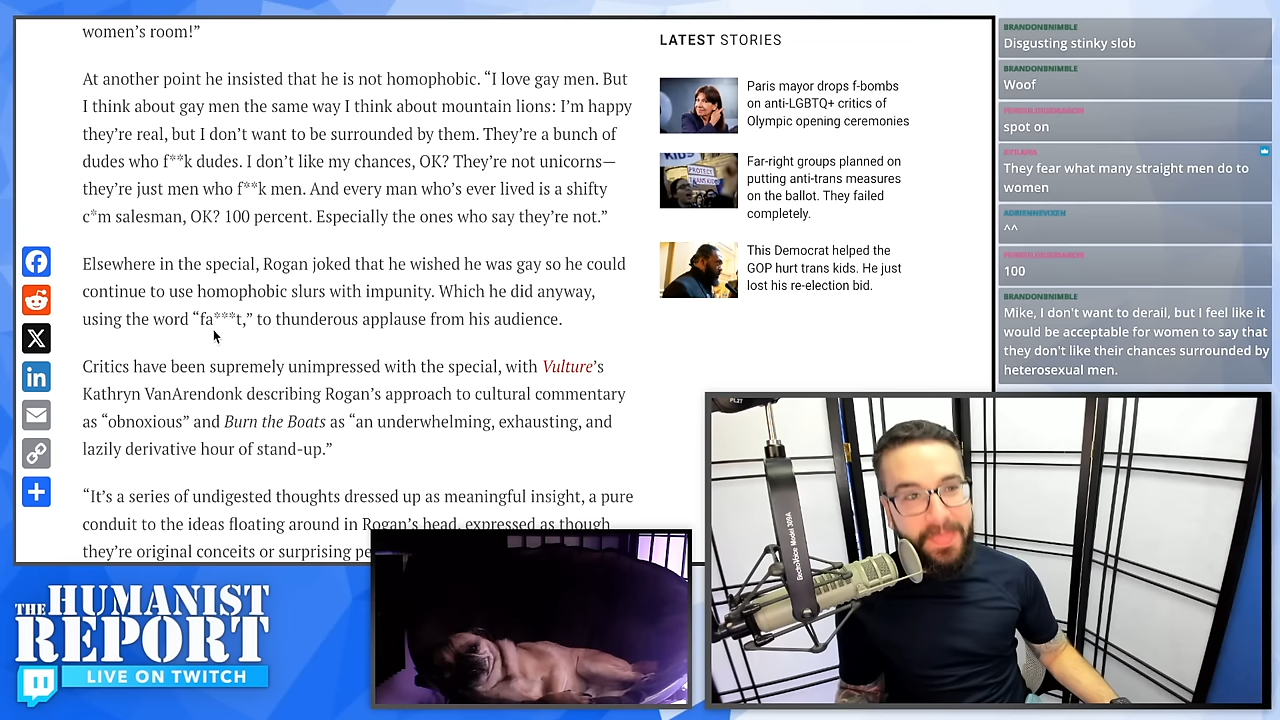 women's room!”
At another point he insisted that he's not homophobic. “I love gay men. But
I think about gay men the same way I think about mountain lions: I'm happy
they're real, but I don't want to be surrounded by them. They're a bunch of
dudes who f**k dudes. I don't like my chances, OK? They're not unicorns—
they're just men who f**k men. And every man who's ever lived is a shifty
c*m salesman, OK? 100 percent. Especially the ones who say they're not.”
Elsewhere in the special, Rogan joked that he wished he was gay so he could
continue to use homophobic slurs with impunity. Which he did anyway,
using the word “fa***t,” to thunderous applause from his audience.
Critics have been supremely unimpressed with the special, with Vulture's
Kathryn VanArendonk describing Rogan's approach to cultural commentary
as “obnoxious” and Burn the Boats as “an underwhelming, exhausting, and
lazily derivative hour of stand-up.”
“It's a series of undigested thoughts dressed up as meaningful insight, a pure
conduit to the ideas floating around in Rogan's head, expressed as though
they're original conceits or surprising
LATEST STORIES
Paris mayor drops f-bombs
on anti-LGBTQ+ critics of
Olympic opening ceremonies
KIDS
PROTECT
TRANS KIDS
Far-right groups planned on
putting anti-trans measures
on the ballot. They failed
completely.
This Democrat helped the
GOP hurt trans kids. He just
lost his re-election bid.
BRANDONBNIMBLE
Disgusting stinky slob
BRANDONBNIMBLE
Woof
spot on
They fear what many straight men do to
women
ADRIENNEVIXEN
^^
100
BRANDONBNIMBLE
Mike, I don't want to derail, but I feel like it
would be acceptable for women to say that
they don't like their chances surrounded by
heterosexual men.
PL2T
ElectroVoice Model 309A
THE HUMANIST
REPORT
LIVE ON TWITCH